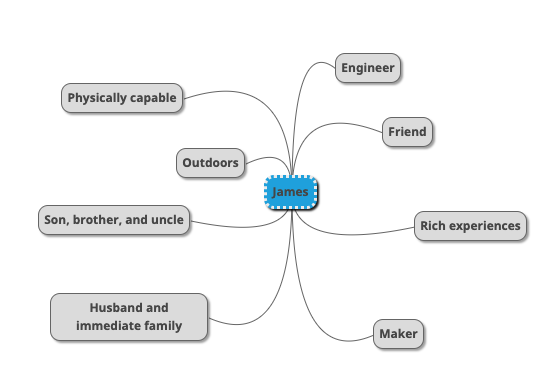 Engineer
Physically capable
Friend
Outdoors
James
Son, brother, and uncle
Rich experiences
Husband and
immediate family
Maker